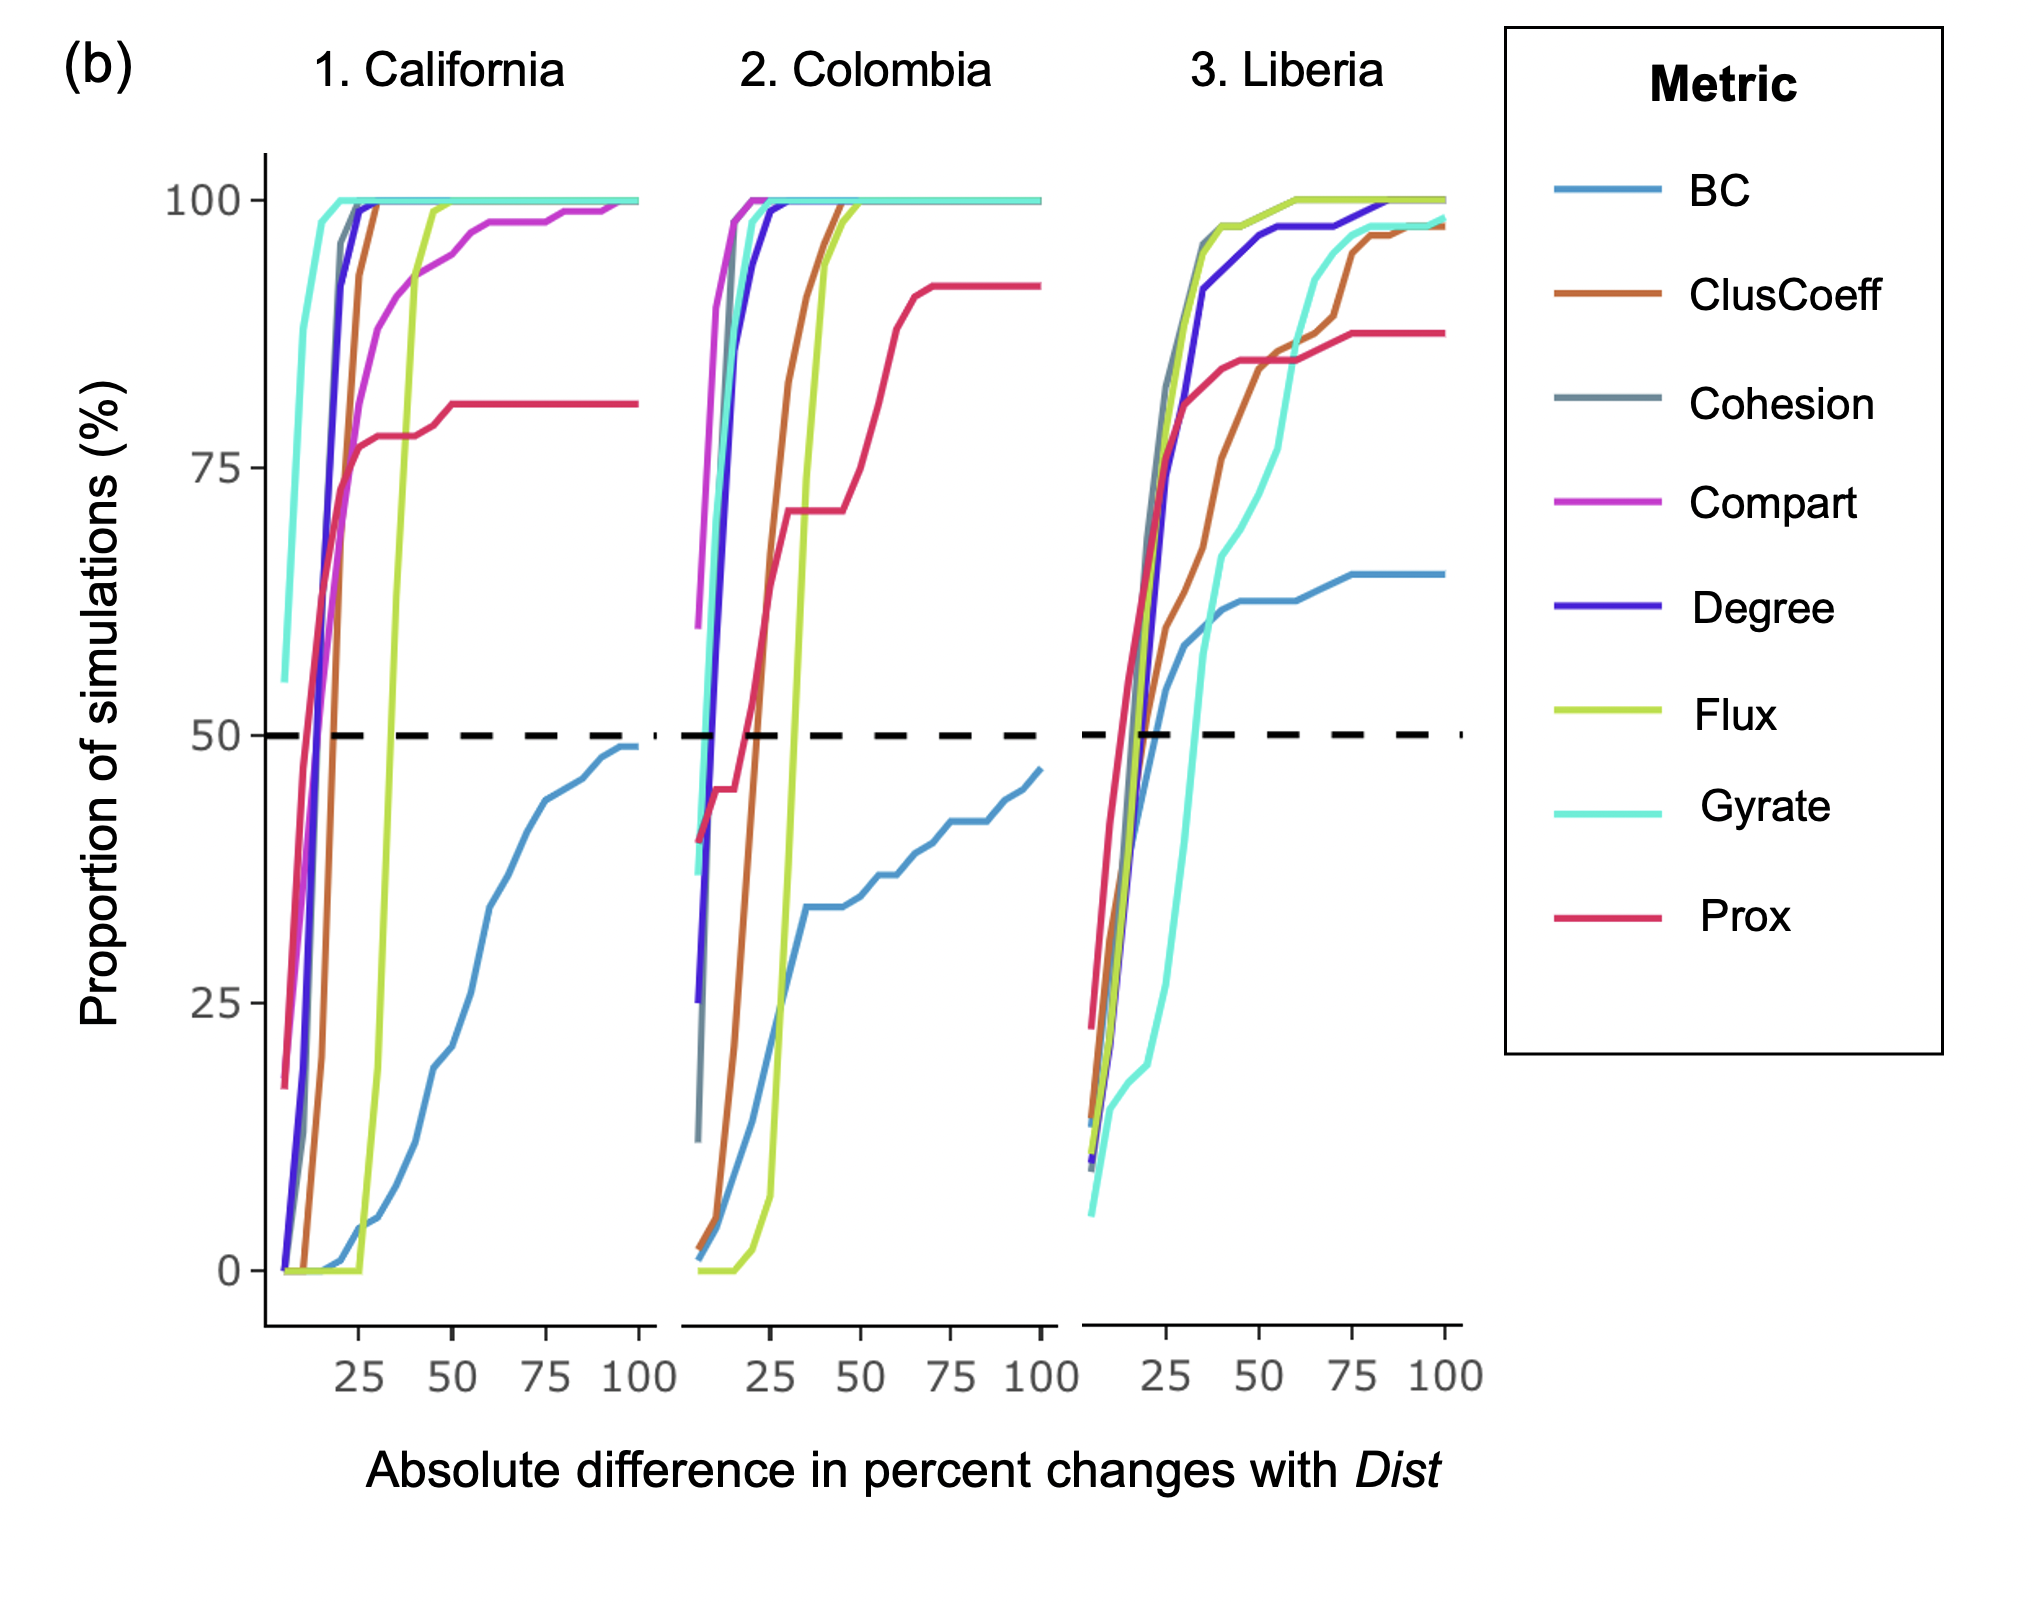 (b)
1. California
2. Colombia
3. Liberia
Metric
BC
ClusCoeff
Cohesion
Compart
Degree
Flux
Gyrate
Prox
Proportion of simulations (%)
100
75
50
25
0
25 50 75 100
25 50 75 100
25 50 75 100
Absolute difference in percent changes with Dist